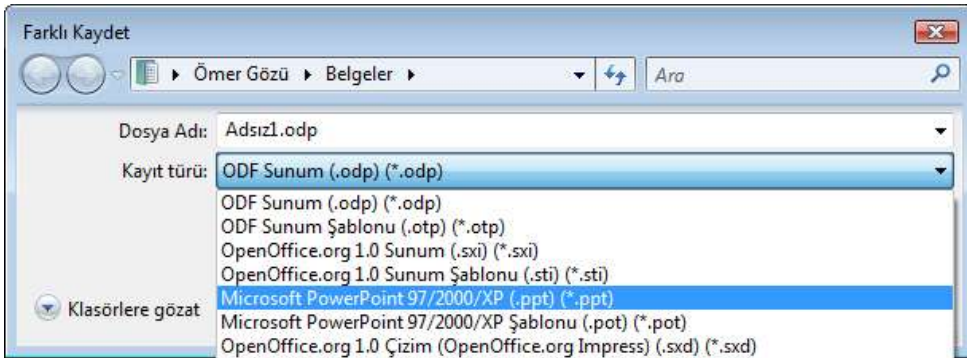 Farklı Kaydet
Ömer Gözü Belgeler Ara
Dosya Adı: Adsız1.odp
Kayıt türü: ODF Sunum (.odp) (*.odp)
ODF Sunum (.odp) (*.odp)
ODF Sunum Şablonu (.otp) (*.otp)
OpenOffice.org 1.0 Sunum (.sxi) (*.sxi)
OpenOffice.org 1.0 Sunum Şablonu (.sti) (*.sti)
Microsoft PowerPoint 97/2000/XP (.ppt) (*.ppt)
Klasörlere gözat
Microsoft PowerPoint 97/2000/XP Şablonu (.pot) (*.pot)
OpenOffice.org 1.0 Çizim (OpenOffice.org Impress) (.sxd) (*.sxd)